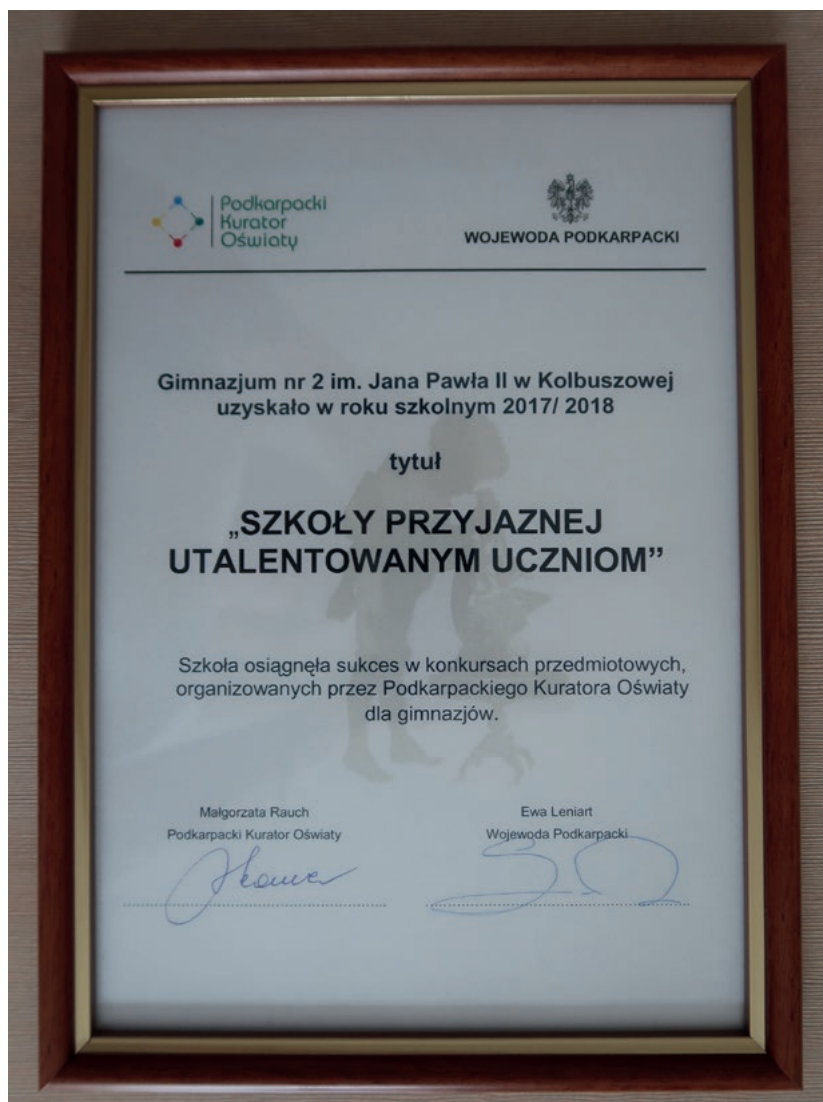 Podkarpacki
Kurator
Oświaty
WOJEWODA PODKARPACKI
Gimnazjum nr 2 im. Jana Pawła II w Kolbuszowej
uzyskało w roku szkolnym 2017/ 2018
tytuł
„SZKOŁY PRZYJAZNEJ
UTALENTOWANYM UCZNIOM”
Szkoła osiągnęła sukces w konkursach przedmiotowych,
organizowanych przez Podkarpackiego Kuratora Oświaty
dla gimnazjów.
Małgorzata Rauch
Podkarpacki Kurator Oświaty
Ewa Leniart
Wojewoda Podkarpacki